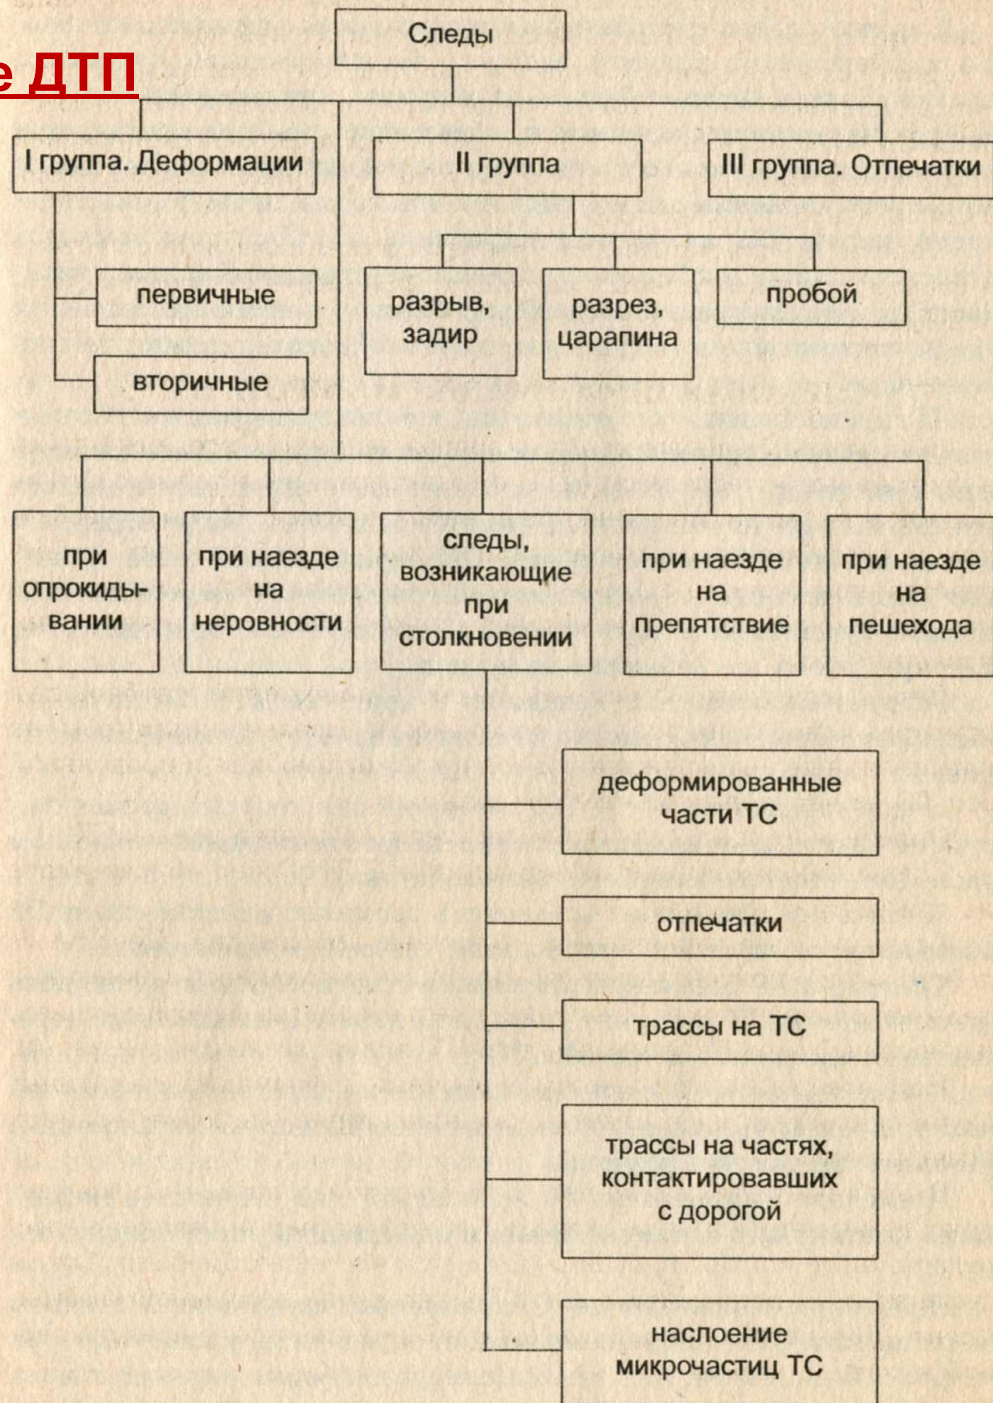 Следы
е ДТП
I группа. Деформации
II группа
III группа. Отпечатки
первичные
вторичные
разрыв,
задир
разрез,
царапина
пробой
при
опрокиды-
вании
при наезде
на
неровности
следы,
возникающие
при
столкновении
при наезде
на
препятствие
при наезде
на
пешехода
деформированные
части ТС
отпечатки
трассы на ТС
трассы на частях,
контактировавших
с дорогой
наслоение
микрочастиц ТС